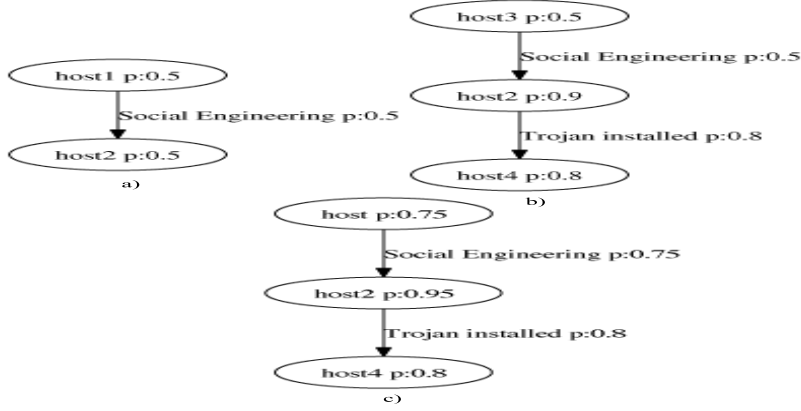 host1 p:0.5
Social Engineering p:0.5
host2 p:0.5
a)
host3 p:0.5
Social Engineering p:0.5
host2 p:0.9
Trojan installed p:0.8
host4 p:0.8
b)
host p:0.75
Social Engineering p:0.75
host2 p:0.95
Trojan installed p:0.8
host4 p:0.8
c)